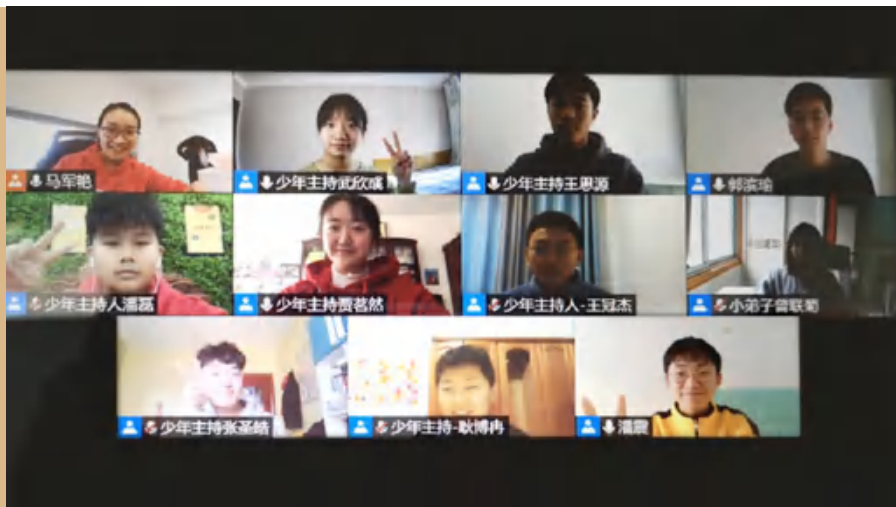 马军艳
少年主持武欣彧
少年主持王思源
郸滨瑜
少年主持人潘磊
少年主持贾茗然
少年主持人-王冠杰
小弟子曾联菊
少年主持张圣皓
少年主持-耿博冉
潘震